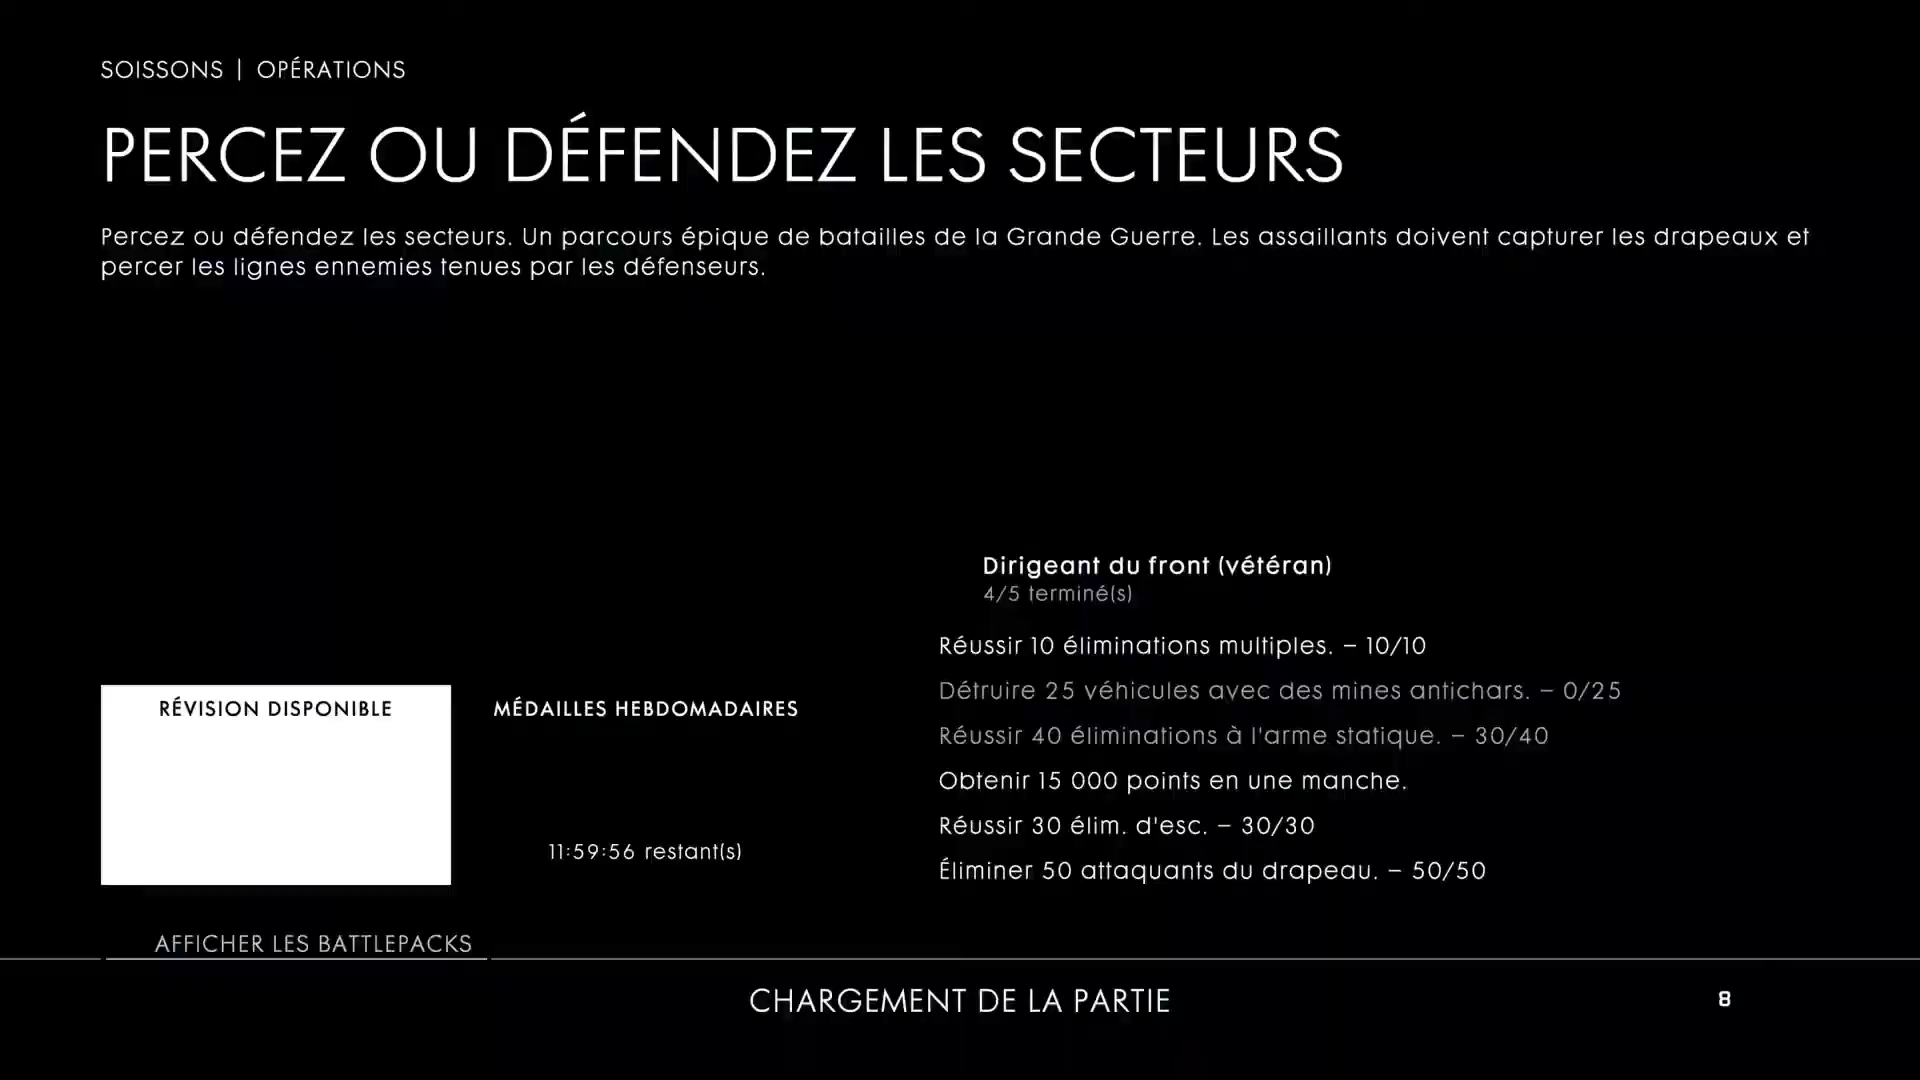 SOISSONS | OPÉRATIONS
PERCEZ OU DÉFENDEZ LES SECTEURS
Percez ou défendez les secteurs. Un parcours épique de batailles de la Grande Guerre. Les assaillants doivent capturer les drapeaux et
percer les lignes ennemies tenues par les défenseurs.
Dirigeant du front (vétéran)
4/5 terminé(s)
Réussir 10 éliminations multiples. – 10/10
Détruire 25 véhicules avec des mines antichars. – 0/25
Réussir 40 éliminations à l'arme statique. – 30/40
Obtenir 15 000 points en une manche.
Réussir 30 élim. d'esc. – 30/30
Éliminer 50 attaquants du drapeau. – 50/50
RÉVISION DISPONIBLE
MÉDAILLES HEBDOMADAIRES
11:59:56 restant(s)
AFFICHER LES BATTLEPACKS
CHARGEMENT DE LA PARTIE
8